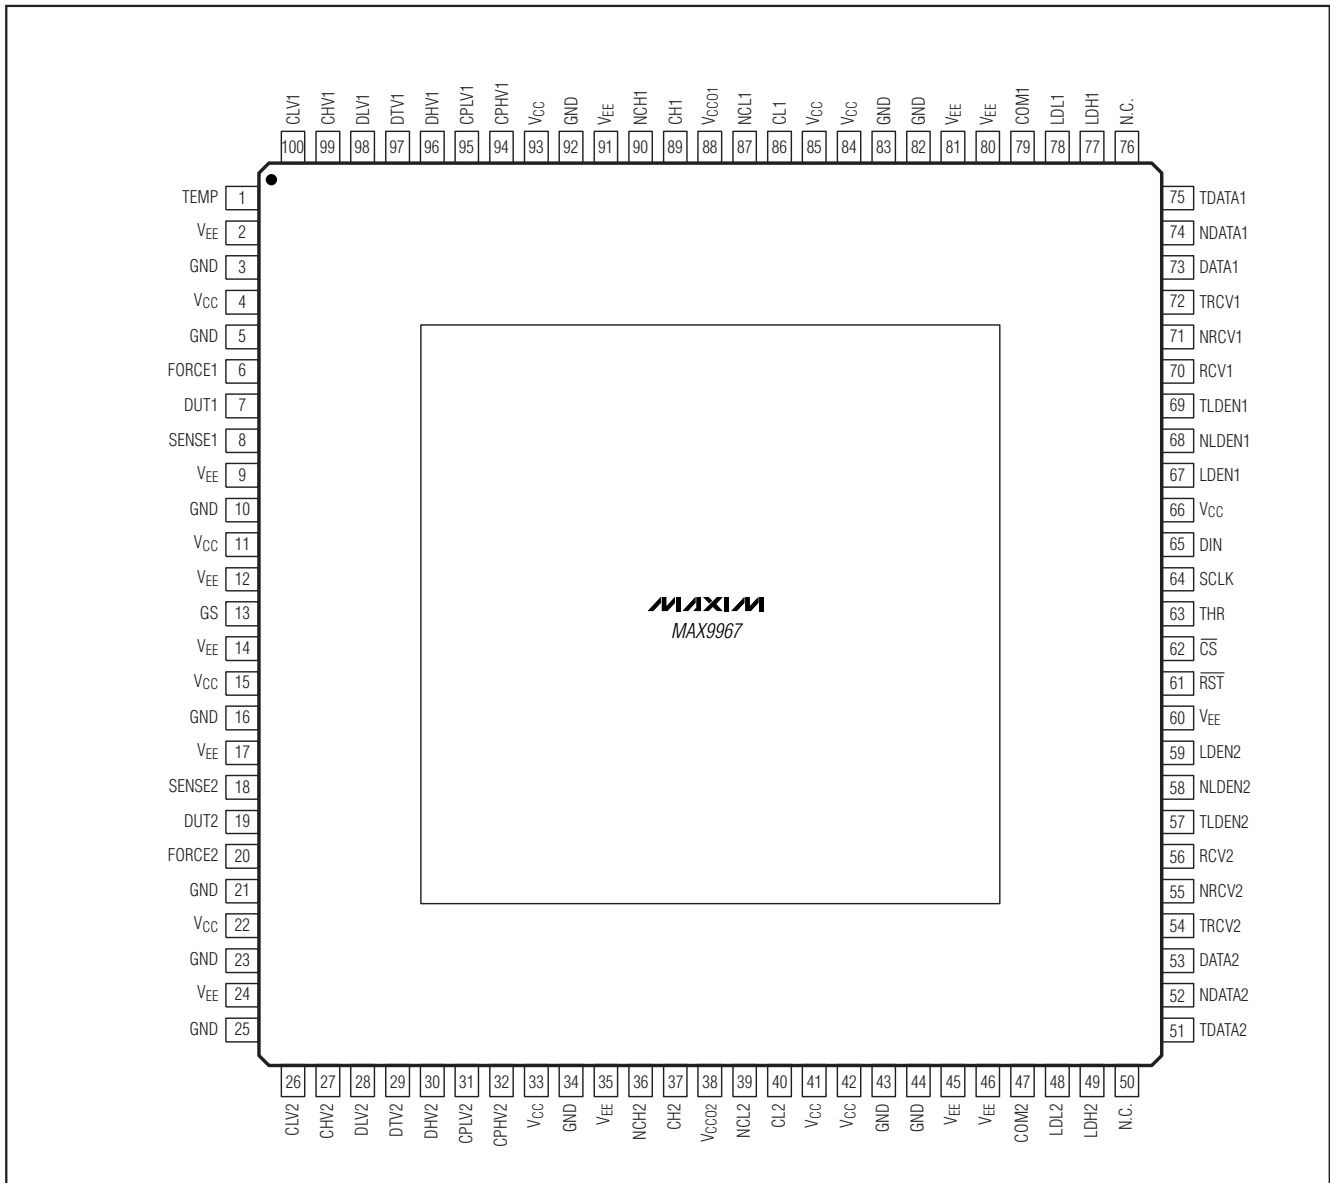 CLV1 CHV1 DLV1 DTV1 DHV1 CPLV1 CPHV1 VCC GND VEE NCH1 CH1 VCCO1 NCL1 CL1 VCC VCC GND GND VEE VEE COM1 LDL1 LDH1 N.C.
100 99 98 97 96 95 94 93 92 91 90 89 88 87 86 85 84 83 82 81 80 79 78 77 76
TEMP 1 75 TDATA1
VEE 2 74 NDATA1
GND 3 73 DATA1
VCC 4 72 TRCV1
GND 5 71 NRCV1
FORCE1 6 70 RCV1
DUT1 7 69 TLDEN1
SENSE1 8 68 NLDEN1
VEE 9 67 LDEN1
GND 10 66 VCC
VCC 11 65 DIN
VEE 12 64 SCLK
MAXIM
GS 13 63 THR
MAX9967
VEE 14 62 CS
VCC 15 61 RST
GND 16 60 VEE
VEE 17 59 LDEN2
SENSE2 18 58 NLDEN2
DUT2 19 57 TLDEN2
FORCE2 20 56 RCV2
GND 21 55 NRCV2
VCC 22 54 TRCV2
GND 23 53 DATA2
VEE 24 52 NDATA2
GND 25 51 TDATA2
26 27 28 29 30 31 32 33 34 35 36 37 38 39 40 41 42 43 44 45 46 47 48 49 50
CLV2 CHV2 DLV2 DTV2 DHV2 CPLV2 CPHV2 VCC GND VEE NCH2 CH2 VCCO2 NCL2 CL2 VCC VCC GND GND VEE VEE COM2 LDL2 LDH2 N.C.